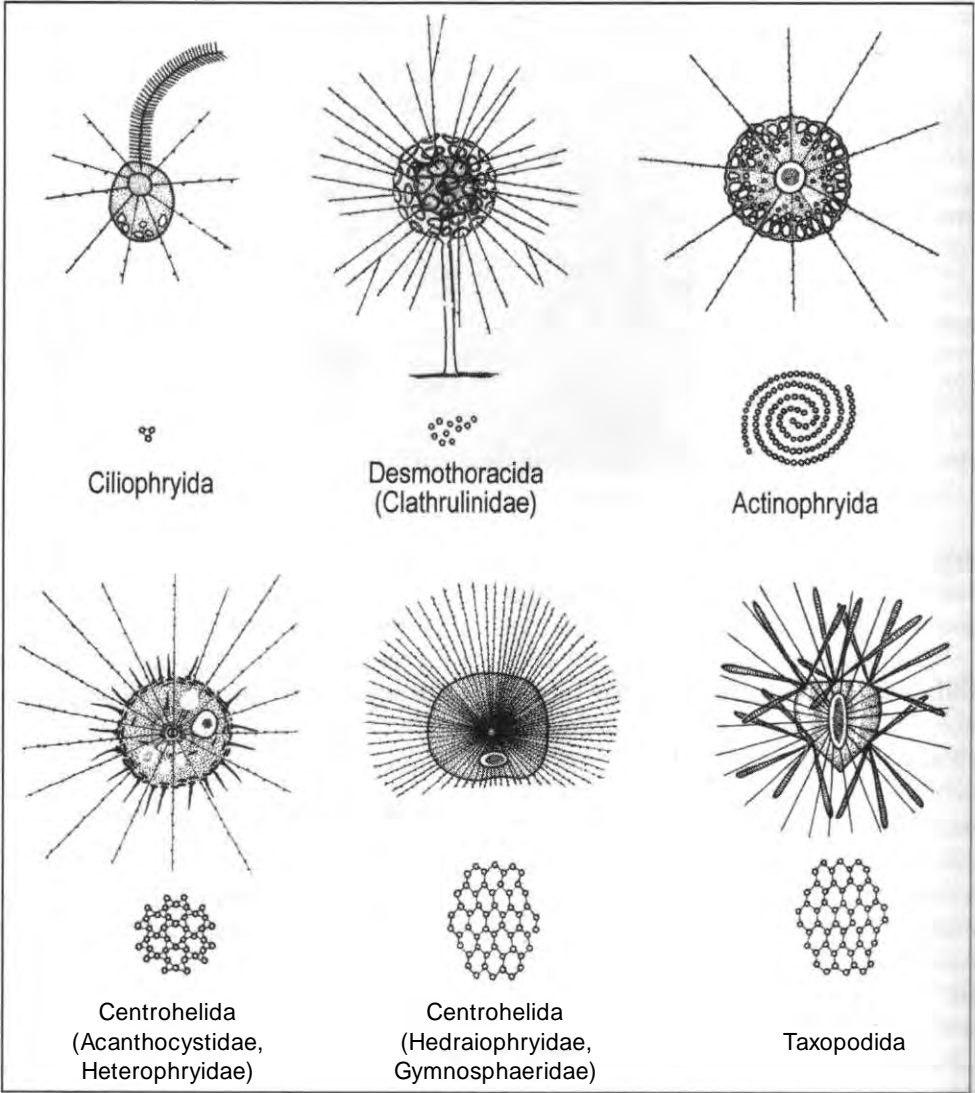 Ciliophryida
Desmothoracida
(Clathrulinidae)
Actinophryida
Centrohelida
(Acanthocystidae,
Heterophryidae)
Centrohelida
(Hedraiophryidae,
Gymnosphaeridae)
Taxopodida